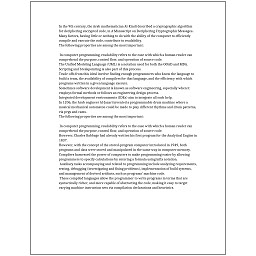 In the 9th century, the Arab mathematician Al-Kindi described a cryptographic algorithm
for deciphering encrypted code, in A Manuscript on Deciphering Cryptographic Messages.
Many factors, having little or nothing to do with the ability of the computer to efficiently
compile and execute the code, contribute to readability.
The following properties are among the most important:
In computer programming, readability refers to the ease with which a human reader can
comprehend the purpose, control flow, and operation of source code.
The Unified Modeling Language (UML) is a notation used for both the OOAD and MDA.
Scripting and breakpointing is also part of this process.
Trade-offs from this ideal involve finding enough programmers who know the language to
build a team, the availability of compilers for that language, and the efficiency with which
programs written in a given language execute.
Sometimes software development is known as software engineering, especially when it
employs formal methods or follows an engineering design process.
Integrated development environments (IDEs) aim to integrate all such help.
In 1206, the Arab engineer Al-Jazari invented a programmable drum machine where a
musical mechanical automaton could be made to play different rhythms and drum patterns,
via pegs and cams.
The following properties are among the most important:
In computer programming, readability refers to the ease with which a human reader can
comprehend the purpose, control flow, and operation of source code.
However, Charles Babbage had already written his first program for the Analytical Engine in
1837.
However, with the concept of the stored-program computer introduced in 1949, both
programs and data were stored and manipulated in the same way in computer memory.
Compilers harnessed the power of computers to make programming easier by allowing
programmers to specify calculations by entering a formula using infix notation.
Auxiliary tasks accompanying and related to programming include analyzing requirements,
testing, debugging (investigating and fixing problems), implementation of build systems,
and management of derived artifacts, such as programs' machine code.
These compiled languages allow the programmer to write programs in terms that are
syntactically richer, and more capable of abstracting the code, making it easy to target
varying machine instruction sets via compilation declarations and heuristics.